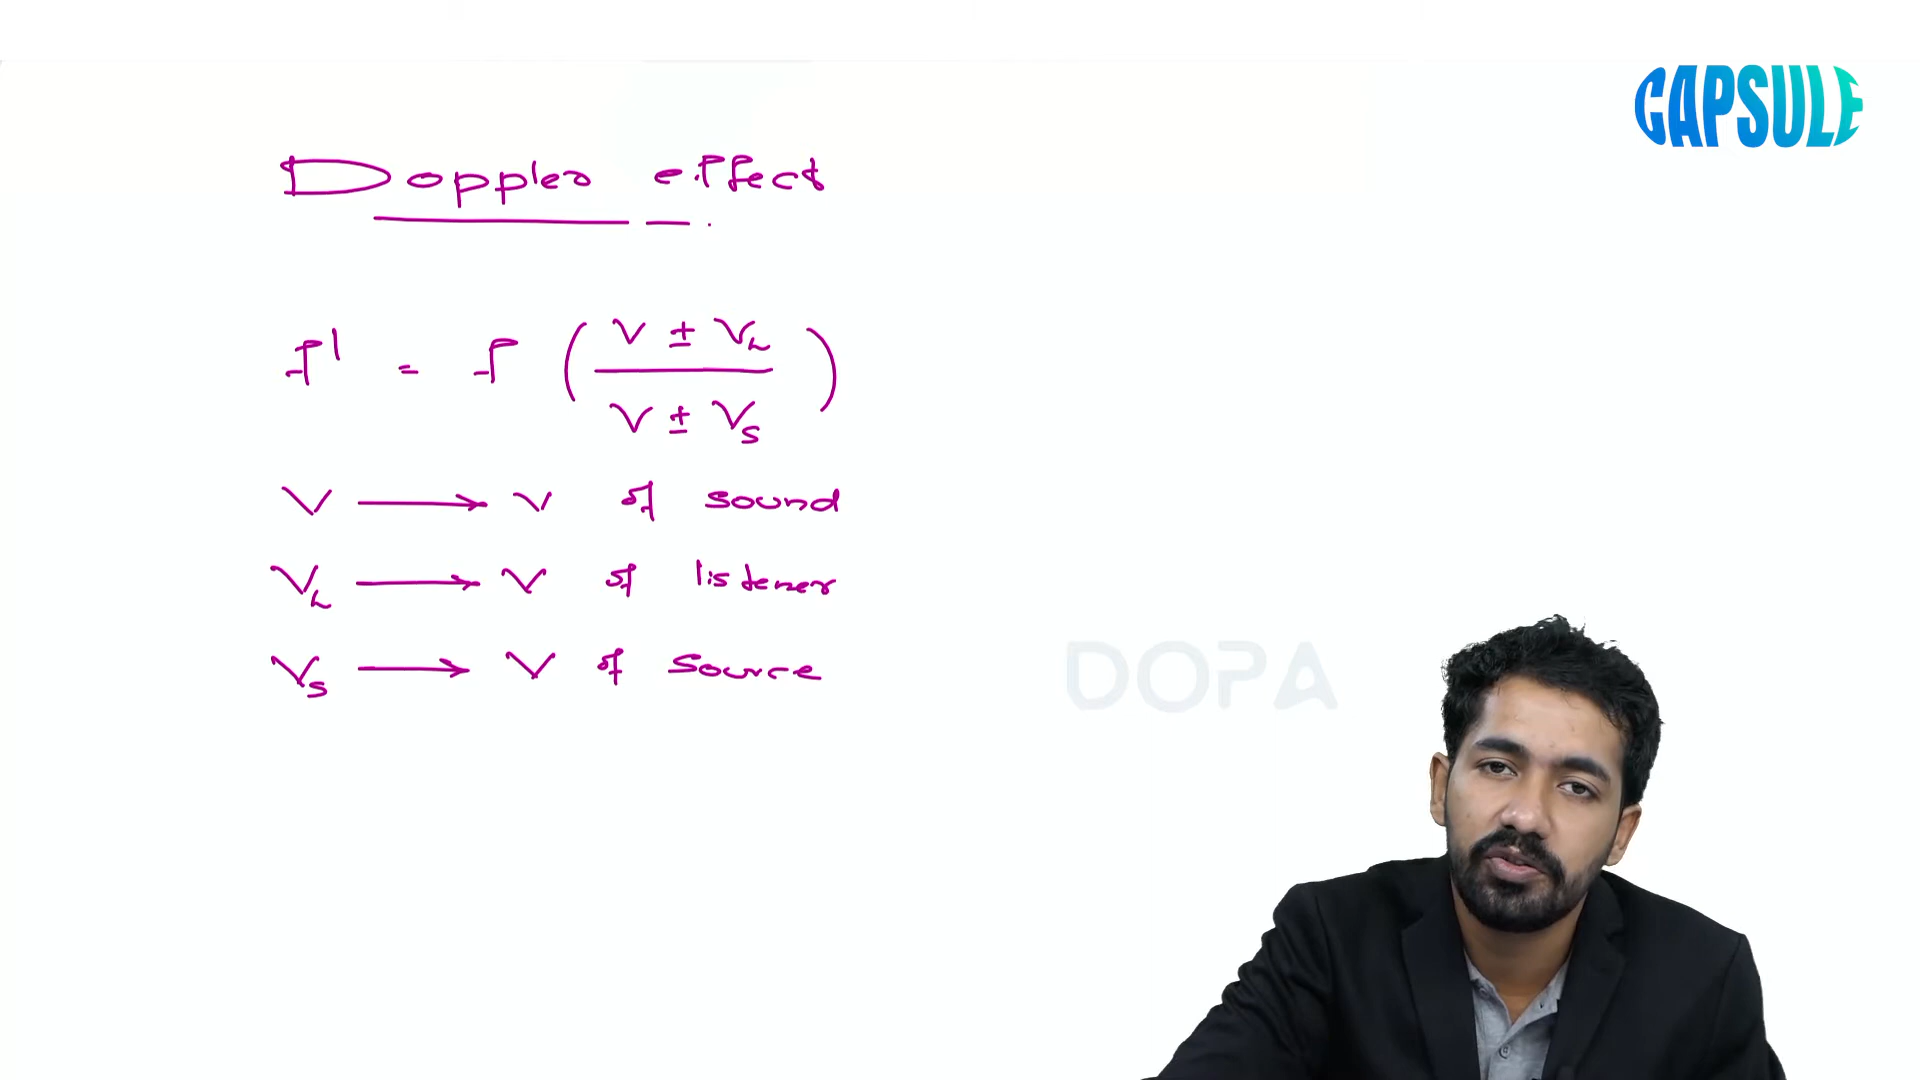 CAPSULE
Doppler effect
f' = f ( V ± V_L / V ± V_S )
V → V of sound
V_L → V of listener
V_S → V of source
DOPA